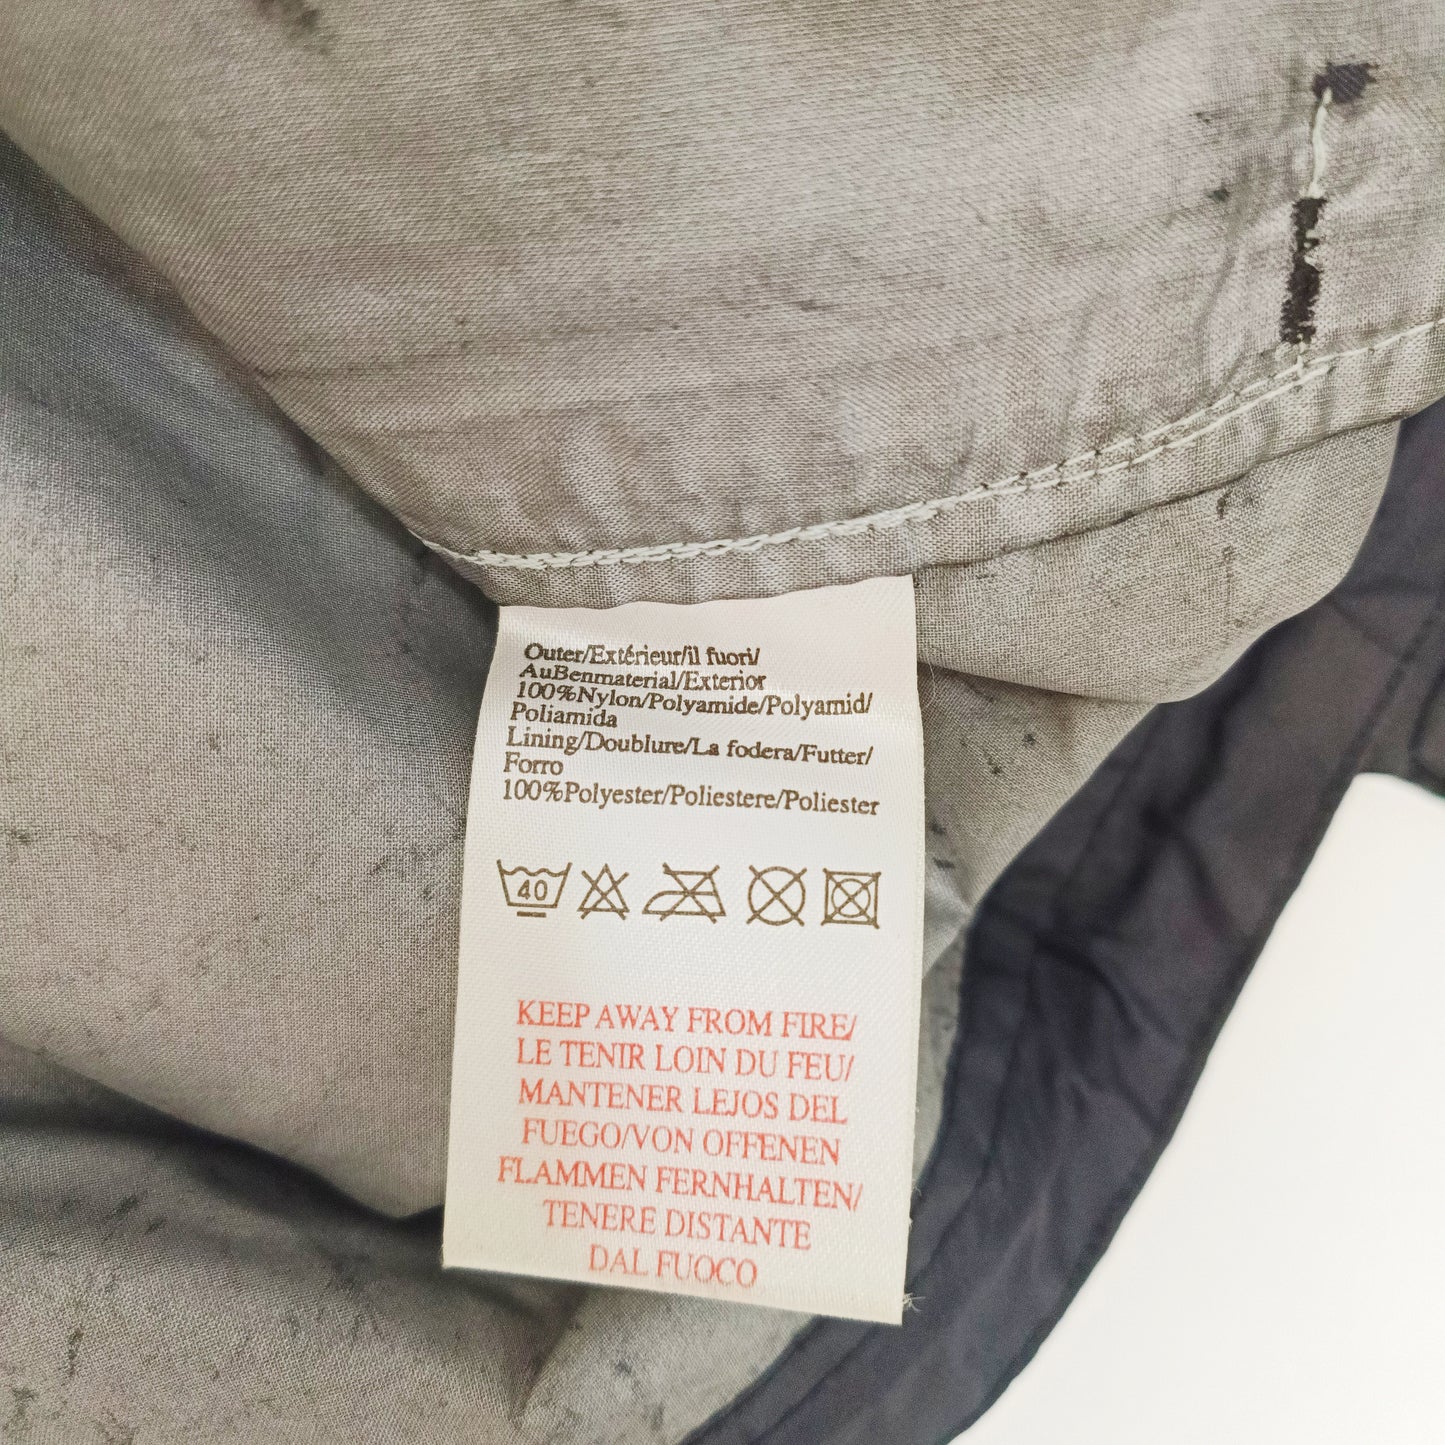 Outer/Extérieur/il fuori/
AuBenmaterial/Exterior
100%Nylon/Polyamide/Polyamid/
Poliamida
Lining/Doublure/La fodera/Futter/
Forro
100%Polyester/Poliestere/Poliester
40
KEEP AWAY FROM FIRE/
LE TENIR LOIN DU FEU/
MANTENER LEJOS DEL
FUEGO/VON OFFENEN
FLAMMEN FERNHALTEN/
TENERE DISTANTE
DAL FUOCO